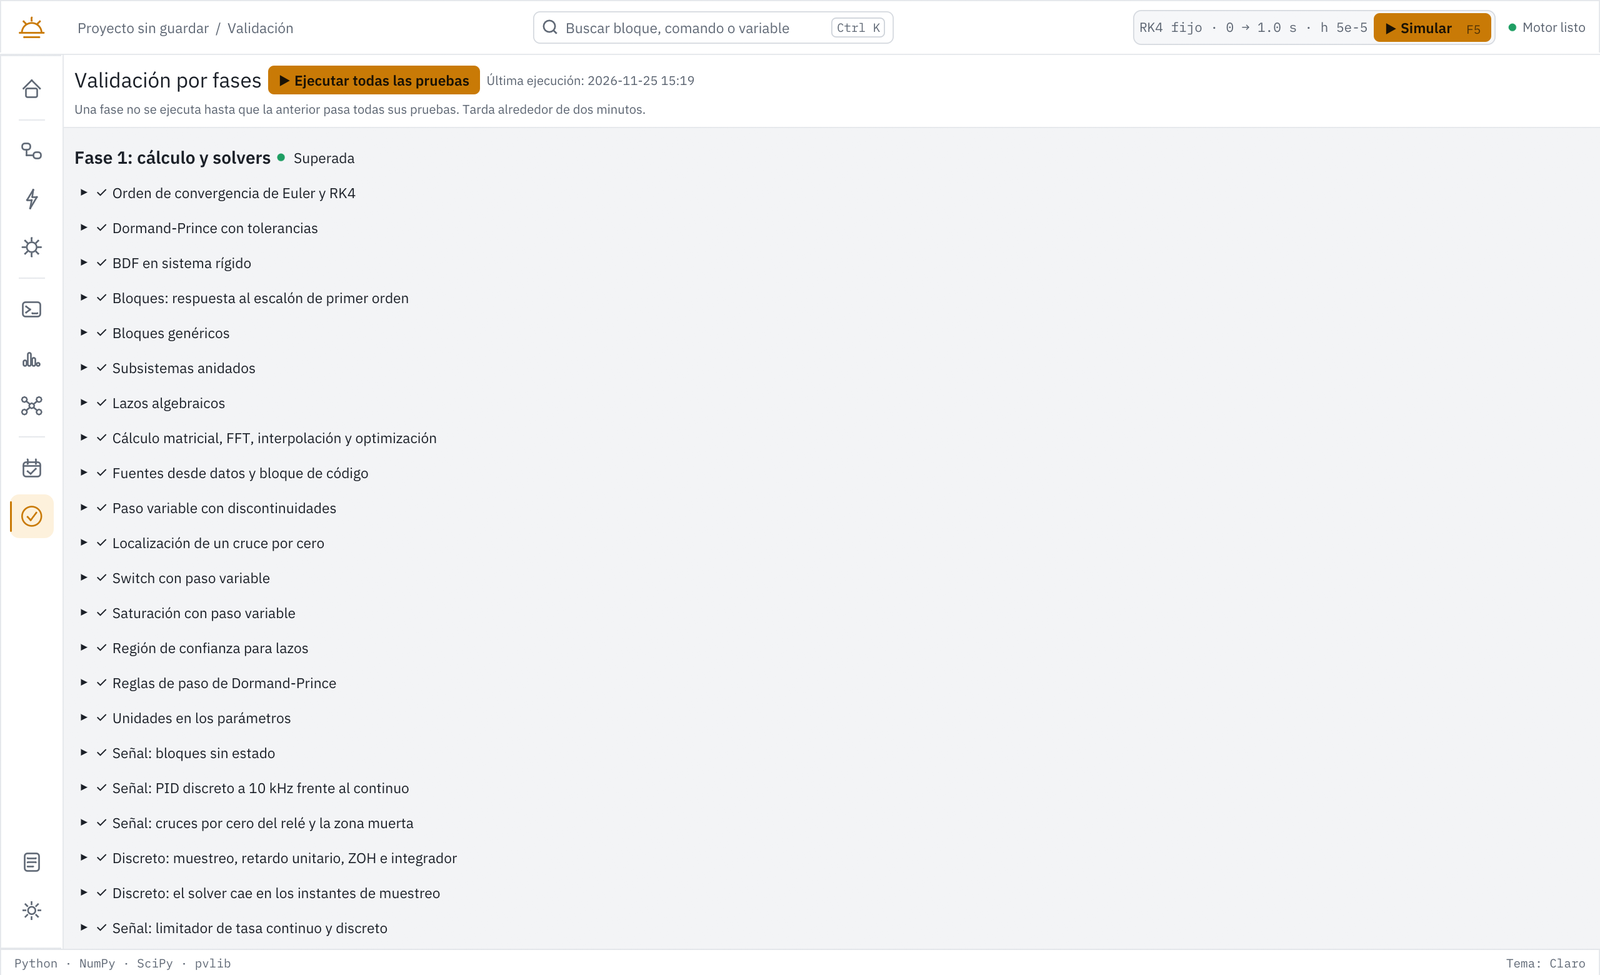 Proyecto sin guardar / Validación
Buscar bloque, comando o variable
Ctrl K
RK4 fijo · 0 → 1.0 s · h 5e-5
▶ Simular F5
Motor listo
Validación por fases
▶ Ejecutar todas las pruebas
Última ejecución: 2026-11-25 15:19
Una fase no se ejecuta hasta que la anterior pasa todas sus pruebas. Tarda alrededor de dos minutos.
Fase 1: cálculo y solvers
Superada
▶ ✓ Orden de convergencia de Euler y RK4
▶ ✓ Dormand-Prince con tolerancias
▶ ✓ BDF en sistema rígido
▶ ✓ Bloques: respuesta al escalón de primer orden
▶ ✓ Bloques genéricos
▶ ✓ Subsistemas anidados
▶ ✓ Lazos algebraicos
▶ ✓ Cálculo matricial, FFT, interpolación y optimización
▶ ✓ Fuentes desde datos y bloque de código
▶ ✓ Paso variable con discontinuidades
▶ ✓ Localización de un cruce por cero
▶ ✓ Switch con paso variable
▶ ✓ Saturación con paso variable
▶ ✓ Región de confianza para lazos
▶ ✓ Reglas de paso de Dormand-Prince
▶ ✓ Unidades en los parámetros
▶ ✓ Señal: bloques sin estado
▶ ✓ Señal: PID discreto a 10 kHz frente al continuo
▶ ✓ Señal: cruces por cero del relé y la zona muerta
▶ ✓ Discreto: muestreo, retardo unitario, ZOH e integrador
▶ ✓ Discreto: el solver cae en los instantes de muestreo
▶ ✓ Señal: limitador de tasa continuo y discreto
Python · NumPy · SciPy · pvlib
Tema: Claro